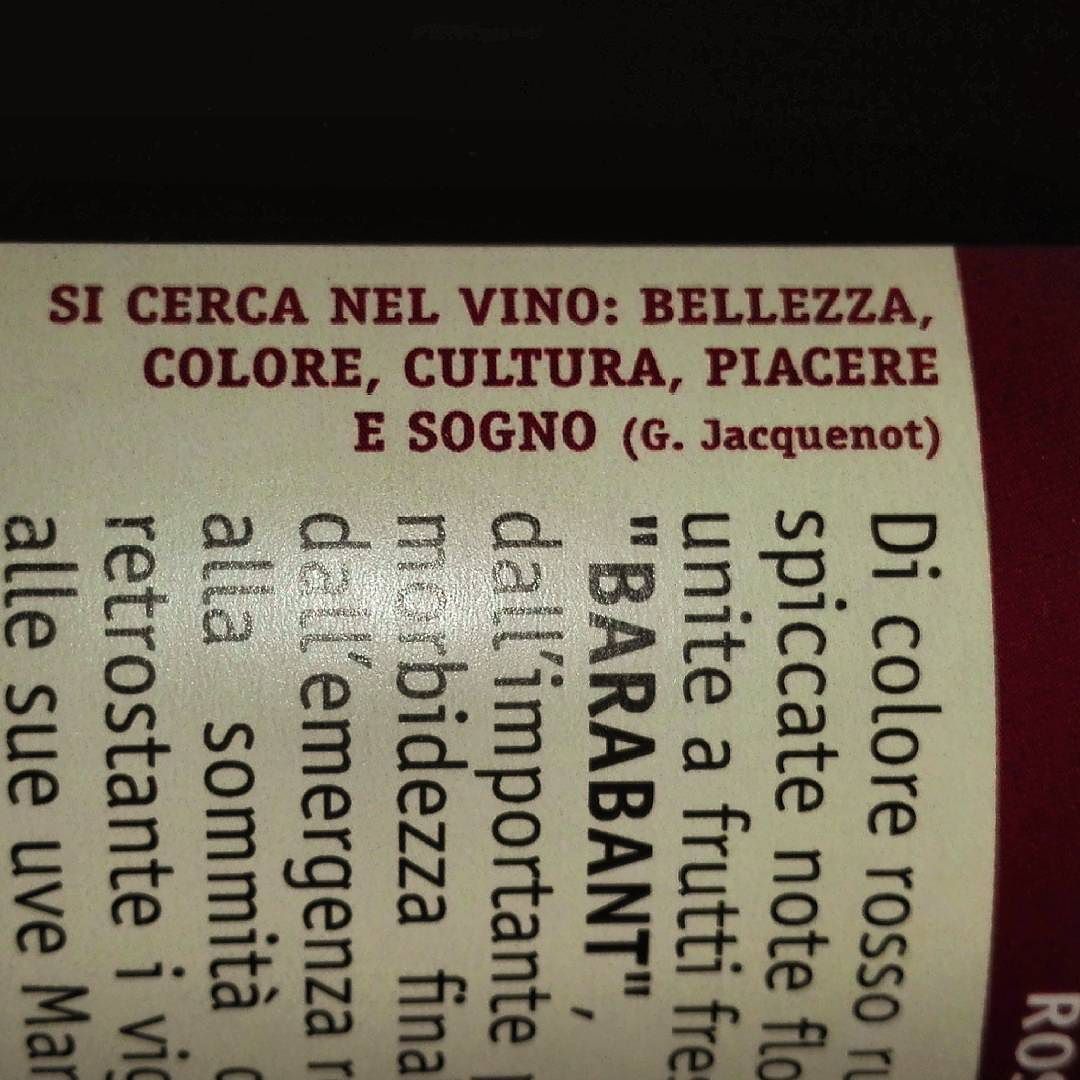 SI CERCA NEL VINO: BELLEZZA,
COLORE, CULTURA, PIACERE
E SOGNO (G. Jacquenot)
Di colore rosso
spiccate note
unite a frutti
"BARABANT",
dall'importante
morbidezza
dall'emergenza
alla sommità
retrostante i
alle sue uve